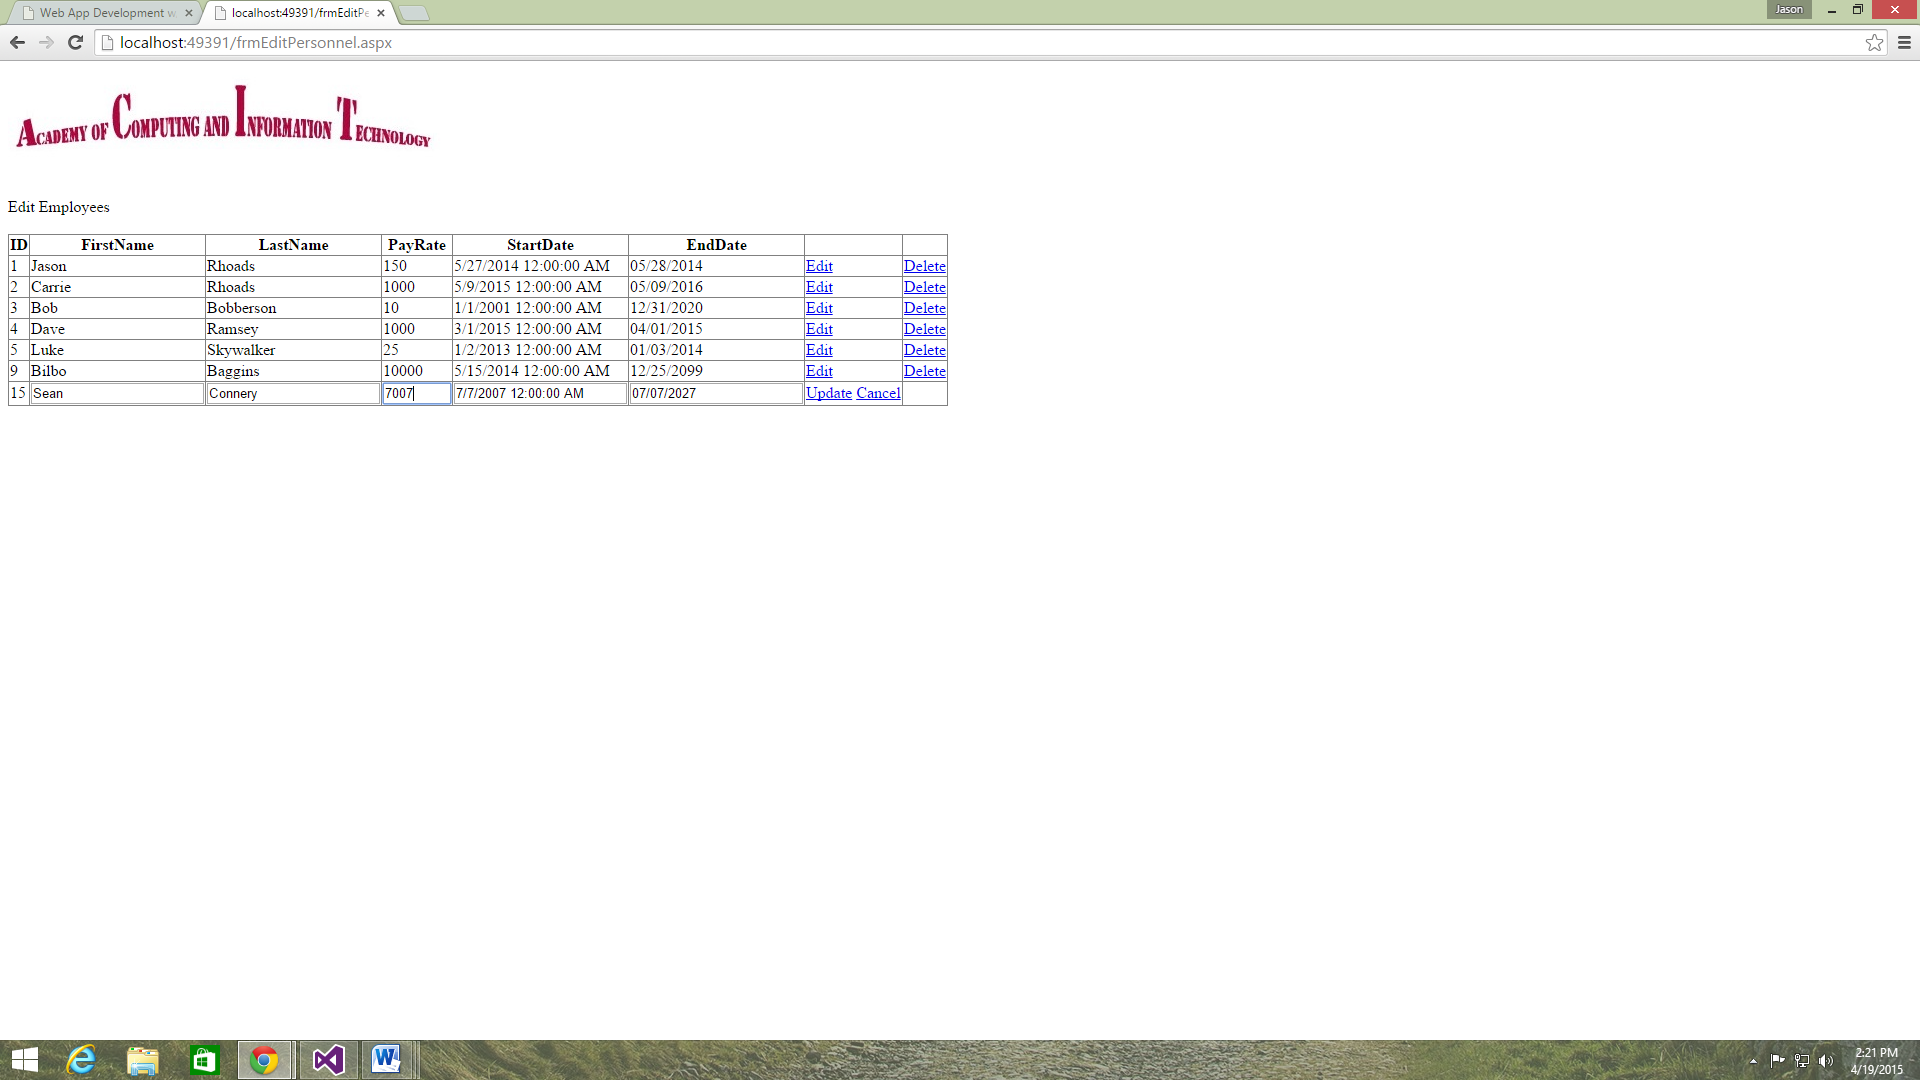 Web App Development w
localhost:49391/frmEditPe
Jason
localhost:49391/frmEditPersonnel.aspx
ACADEMY OF COMPUTING AND INFORMATION TECHNOLOGY
Edit Employees
ID FirstName LastName PayRate StartDate EndDate
1 Jason Rhoads 150 5/27/2014 12:00:00 AM 05/28/2014 Edit Delete
2 Carrie Rhoads 1000 5/9/2015 12:00:00 AM 05/09/2016 Edit Delete
3 Bob Bobberson 10 1/1/2001 12:00:00 AM 12/31/2020 Edit Delete
4 Dave Ramsey 1000 3/1/2015 12:00:00 AM 04/01/2015 Edit Delete
5 Luke Skywalker 25 1/2/2013 12:00:00 AM 01/03/2014 Edit Delete
9 Bilbo Baggins 10000 5/15/2014 12:00:00 AM 12/25/2099 Edit Delete
15 Sean Connery 7007 7/7/2007 12:00:00 AM 07/07/2027 Update Cancel
2:21 PM
4/19/2015